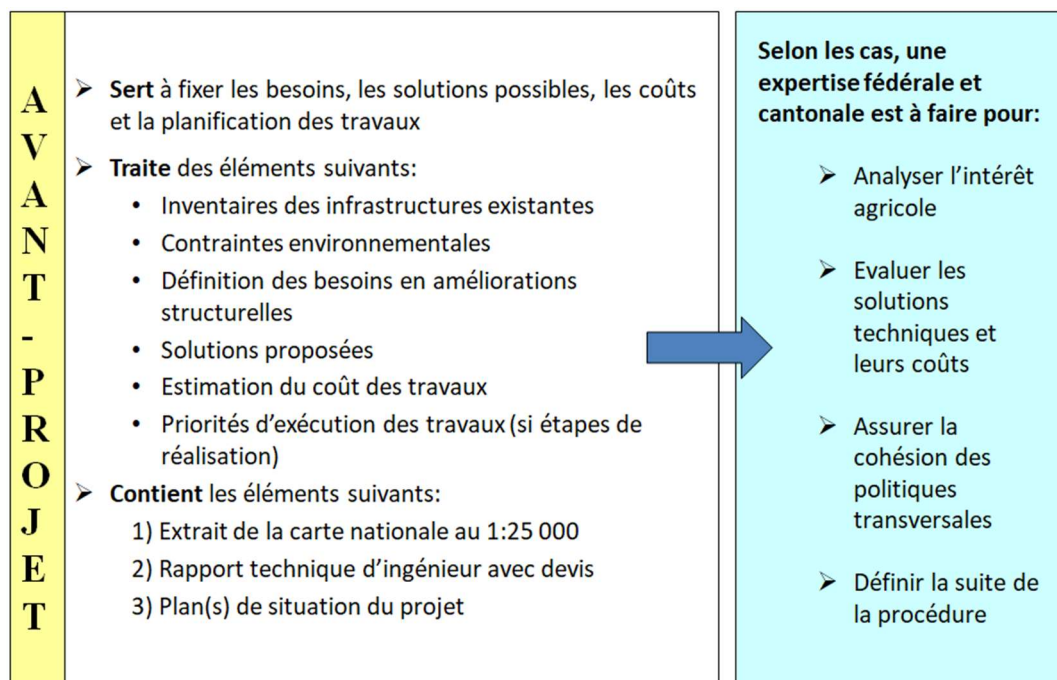 AVANT-PROJET
➤ Sert à fixer les besoins, les solutions possibles, les coûts
et la planification des travaux
➤ Traite des éléments suivants:
• Inventaires des infrastructures existantes
• Contraintes environnementales
• Définition des besoins en améliorations
structurelles
• Solutions proposées
• Estimation du coût des travaux
• Priorités d’exécution des travaux (si étapes de
réalisation)
➤ Contient les éléments suivants:
1) Extrait de la carte nationale au 1:25 000
2) Rapport technique d’ingénieur avec devis
3) Plan(s) de situation du projet
Selon les cas, une
expertise fédérale et
cantonale est à faire pour:
➤ Analyser l’intérêt
agricole
➤ Evaluer les
solutions
techniques et
leurs coûts
➤ Assurer la
cohésion des
politiques
transversales
➤ Définir la suite de
la procédure